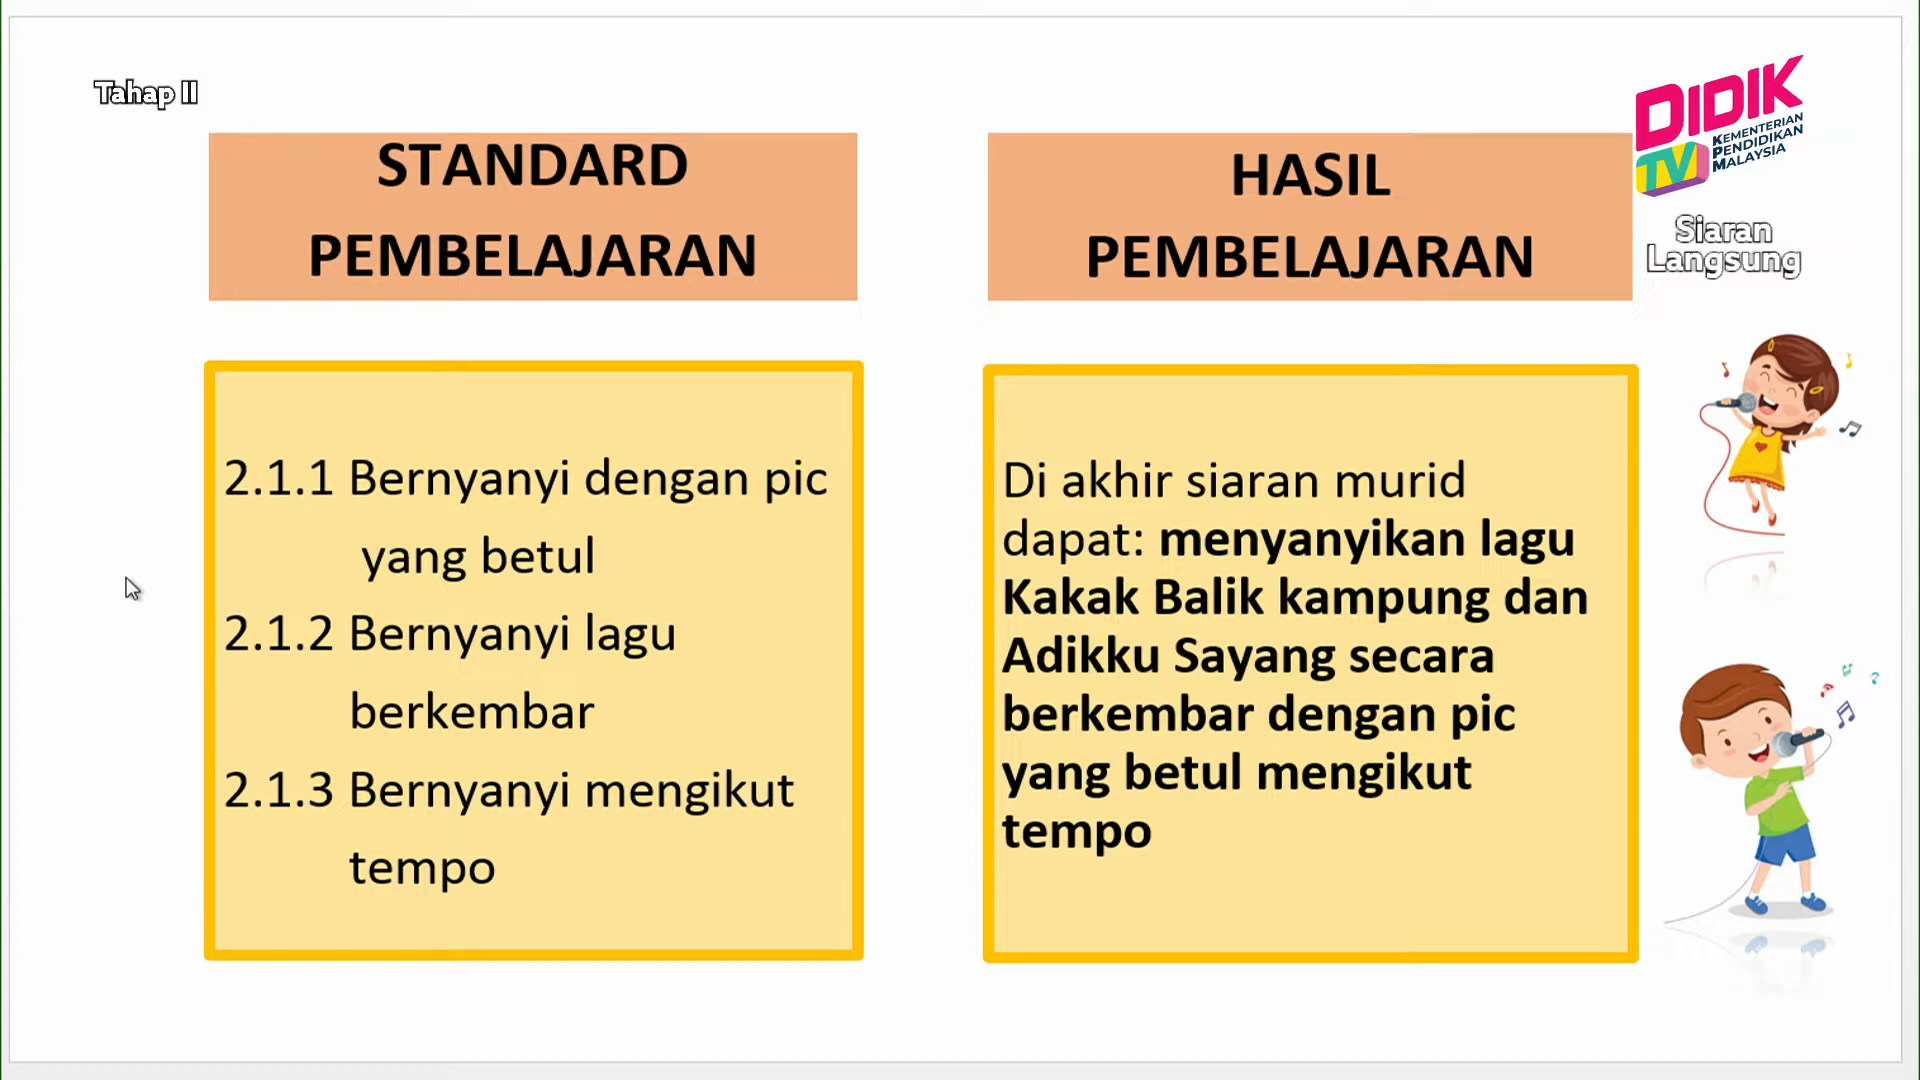 Tahap II
STANDARD
PEMBELAJARAN
HASIL
PEMBELAJARAN
DIDIK
TV
KEMENTERIAN
PENDIDIKAN
MALAYSIA
Siaran
Langsung
2.1.1 Bernyanyi dengan pic
yang betul
2.1.2 Bernyanyi lagu
berkembar
2.1.3 Bernyanyi mengikut
tempo
Di akhir siaran murid
dapat: menyanyikan lagu
Kakak Balik kampung dan
Adikku Sayang secara
berkembar dengan pic
yang betul mengikut
tempo